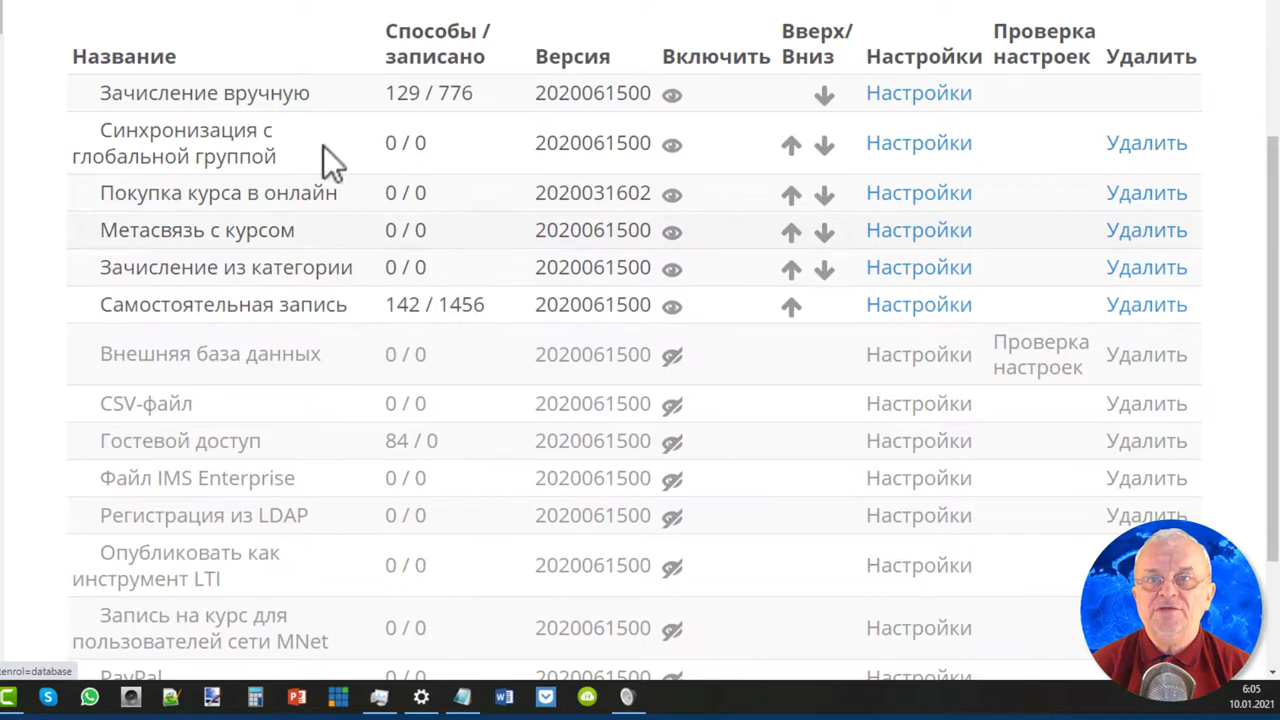 Название Способы / записано Версия Включить Вверх/ Вниз Настройки Проверка настроек Удалить
Зачисление вручную 129 / 776 2020061500 Настройки
Синхронизация с
глобальной группой 0 / 0 2020061500 Настройки Удалить
Покупка курса в онлайн 0 / 0 2020031602 Настройки Удалить
Метасвязь с курсом 0 / 0 2020061500 Настройки Удалить
Зачисление из категории 0 / 0 2020061500 Настройки Удалить
Самостоятельная запись 142 / 1456 2020061500 Настройки Удалить
Внешняя база данных 0 / 0 2020061500 Настройки Проверка настроек Удалить
CSV-файл 0 / 0 2020061500 Настройки Удалить
Гостевой доступ 84 / 0 2020061500 Настройки Удалить
Файл IMS Enterprise 0 / 0 2020061500 Настройки Удалить
Регистрация из LDAP 0 / 0 2020061500 Настройки Удалить
Опубликовать как
инструмент LTI 0 / 0 2020061500 Настройки
Запись на курс для
пользователей сети MNet 0 / 0 2020061500 Настройки
enrol=database
6:05
10.01.2021